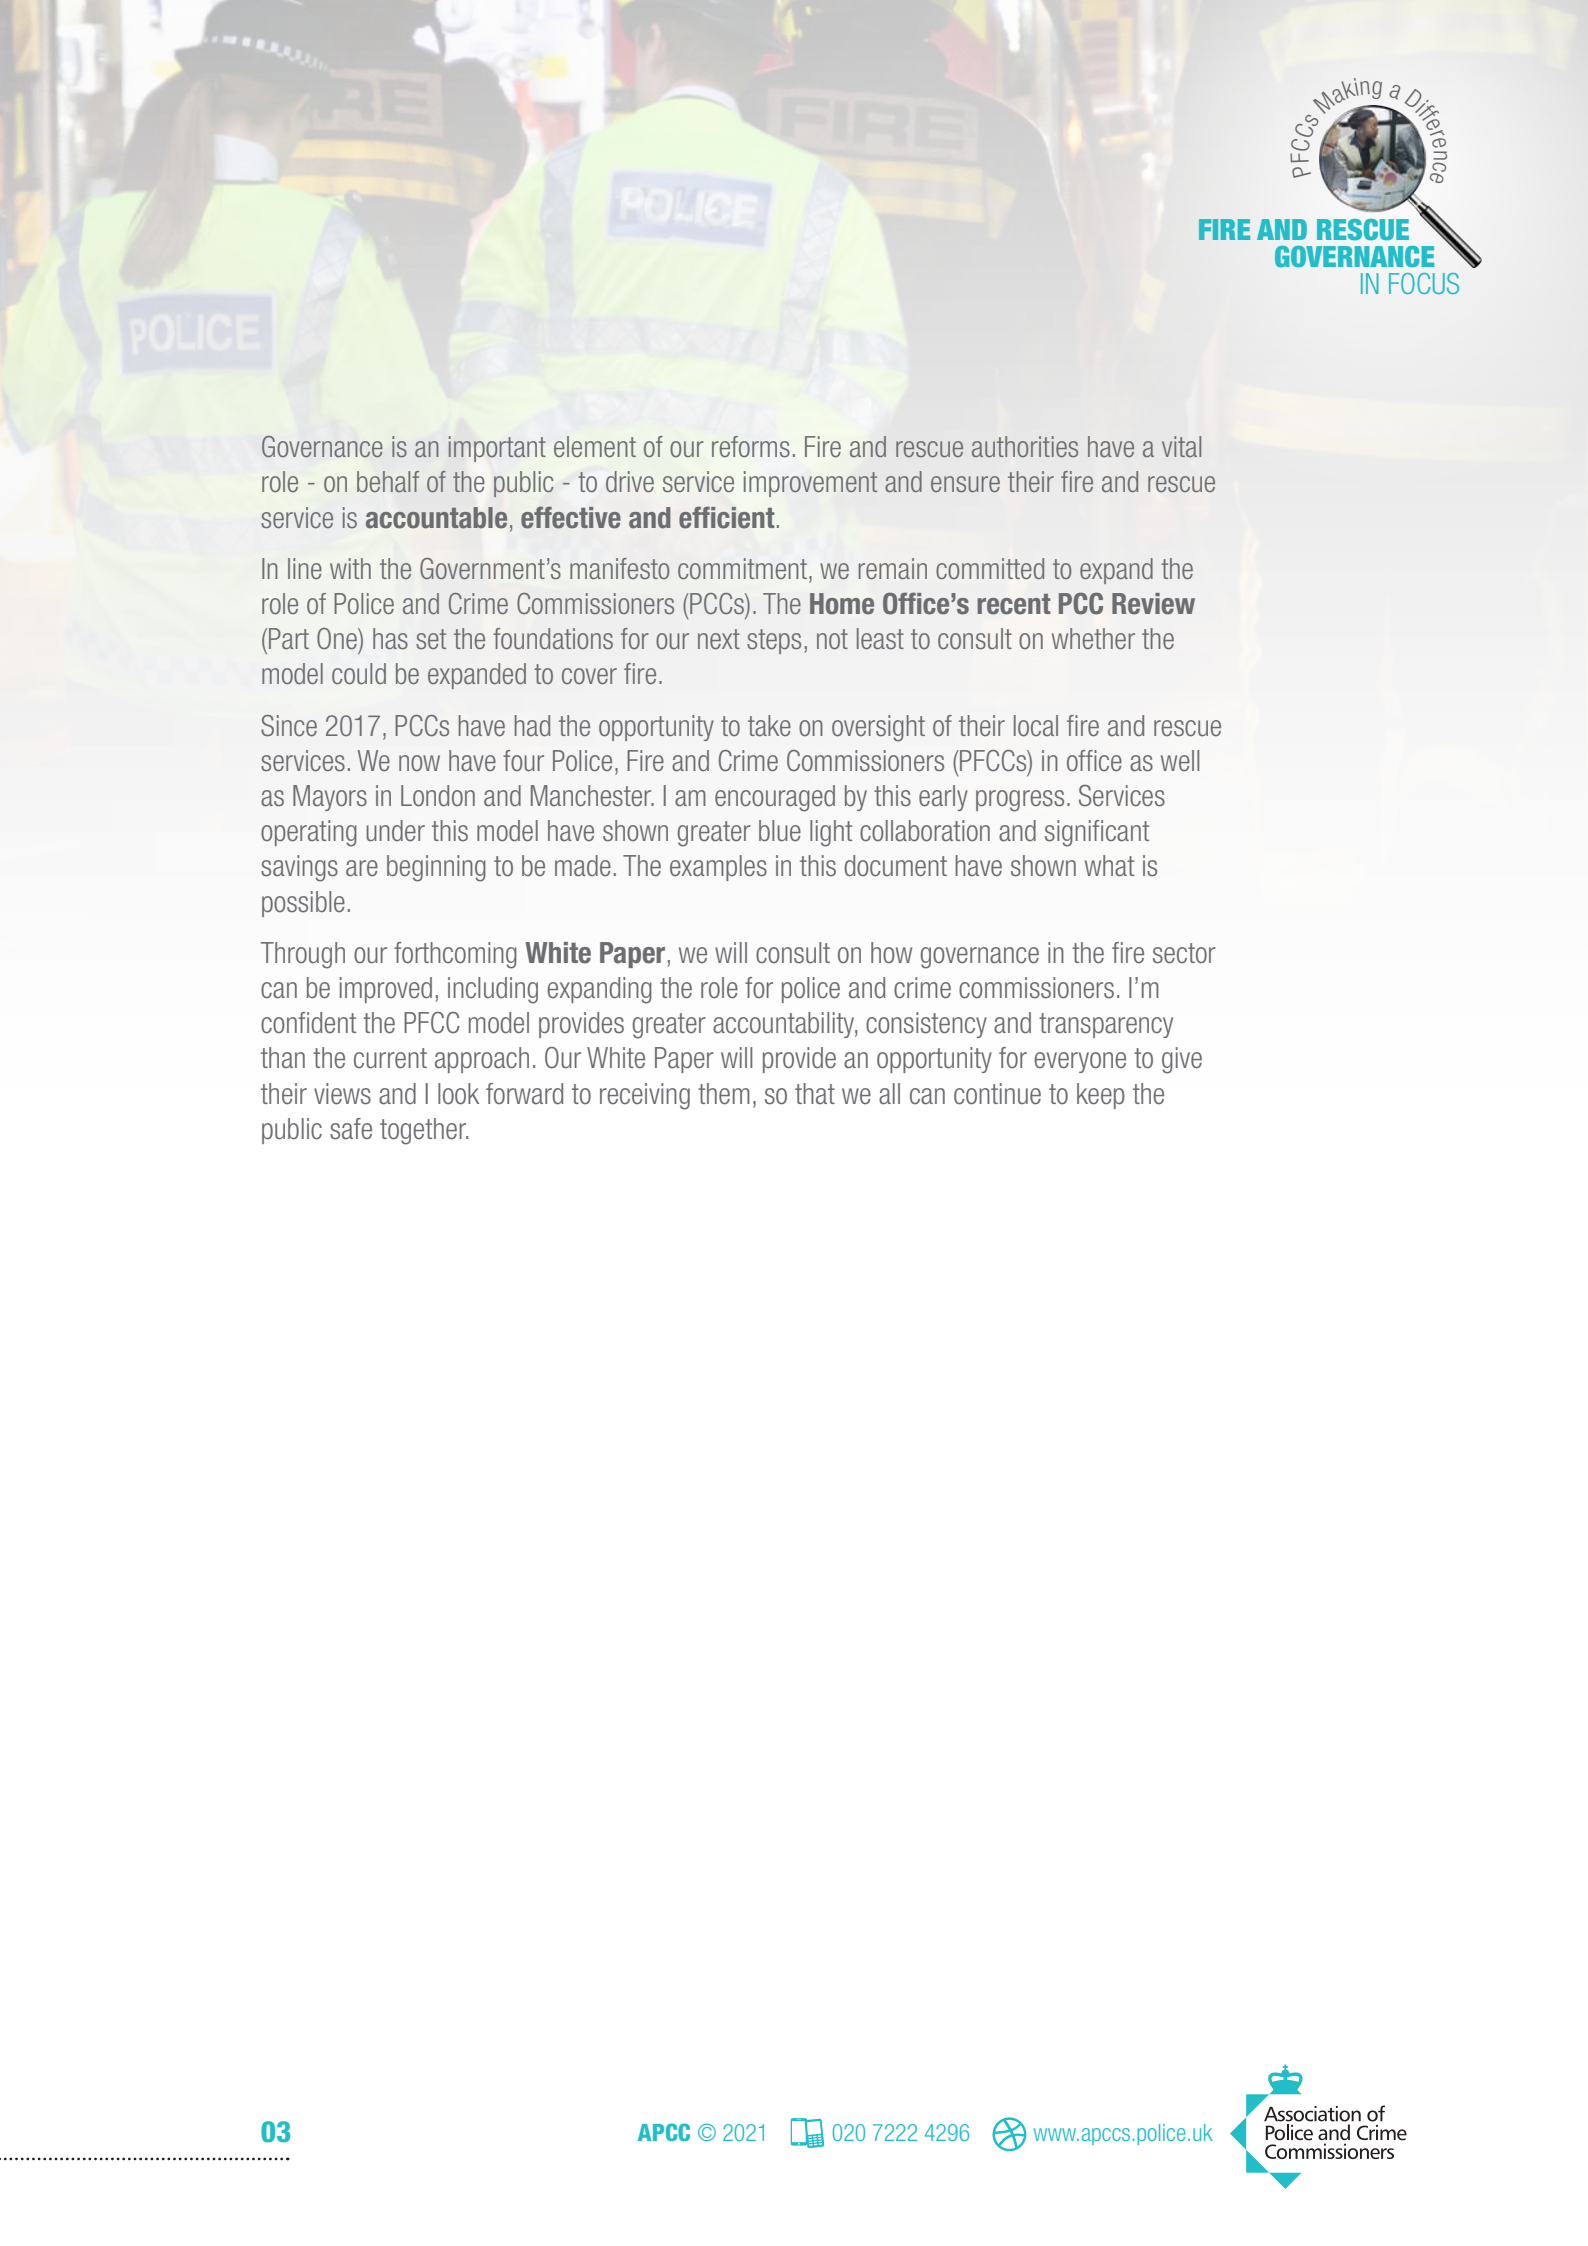 FIRE
FIRE
POLICE
POLICE
PFCCs Making a Difference
FIRE AND RESCUE
GOVERNANCE
IN FOCUS
Governance is an important element of our reforms. Fire and rescue authorities have a vital
role - on behalf of the public - to drive service improvement and ensure their fire and rescue
service is accountable, effective and efficient.
In line with the Government’s manifesto commitment, we remain committed to expand the
role of Police and Crime Commissioners (PCCs). The Home Office’s recent PCC Review
(Part One) has set the foundations for our next steps, not least to consult on whether the
model could be expanded to cover fire.
Since 2017, PCCs have had the opportunity to take on oversight of their local fire and rescue
services. We now have four Police, Fire and Crime Commissioners (PFCCs) in office as well
as Mayors in London and Manchester. I am encouraged by this early progress. Services
operating under this model have shown greater blue light collaboration and significant
savings are beginning to be made. The examples in this document have shown what is
possible.
Through our forthcoming White Paper, we will consult on how governance in the fire sector
can be improved, including expanding the role for police and crime commissioners. I’m
confident the PFCC model provides greater accountability, consistency and transparency
than the current approach. Our White Paper will provide an opportunity for everyone to give
their views and I look forward to receiving them, so that we all can continue to keep the
public safe together.
03
APCC © 2021
020 7222 4296
www.apccs.police.uk
Association of
Police and Crime
Commissioners